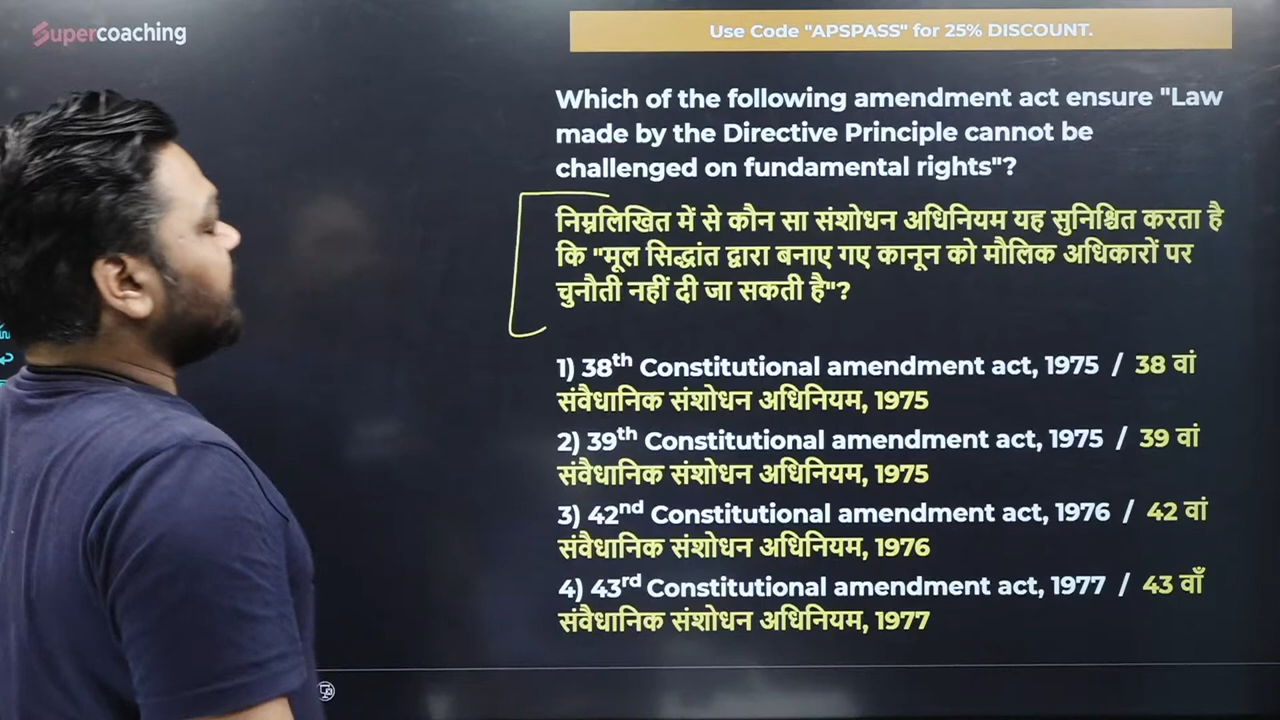 Supercoaching
Use Code "APSPASS" for 25% DISCOUNT.
Which of the following amendment act ensure "Law
made by the Directive Principle cannot be
challenged on fundamental rights"?
निम्नलिखित में से कौन सा संशोधन अधिनियम यह सुनिश्चित करता है
कि "मूल सिद्धांत द्वारा बनाए गए कानून को मौलिक अधिकारों पर
चुनौती नहीं दी जा सकती है"?
1) 38th Constitutional amendment act, 1975 / 38 वां
संवैधानिक संशोधन अधिनियम, 1975
2) 39th Constitutional amendment act, 1975 / 39 वां
संवैधानिक संशोधन अधिनियम, 1975
3) 42nd Constitutional amendment act, 1976 / 42 वां
संवैधानिक संशोधन अधिनियम, 1976
4) 43rd Constitutional amendment act, 1977 / 43 वाँ
संवैधानिक संशोधन अधिनियम, 1977